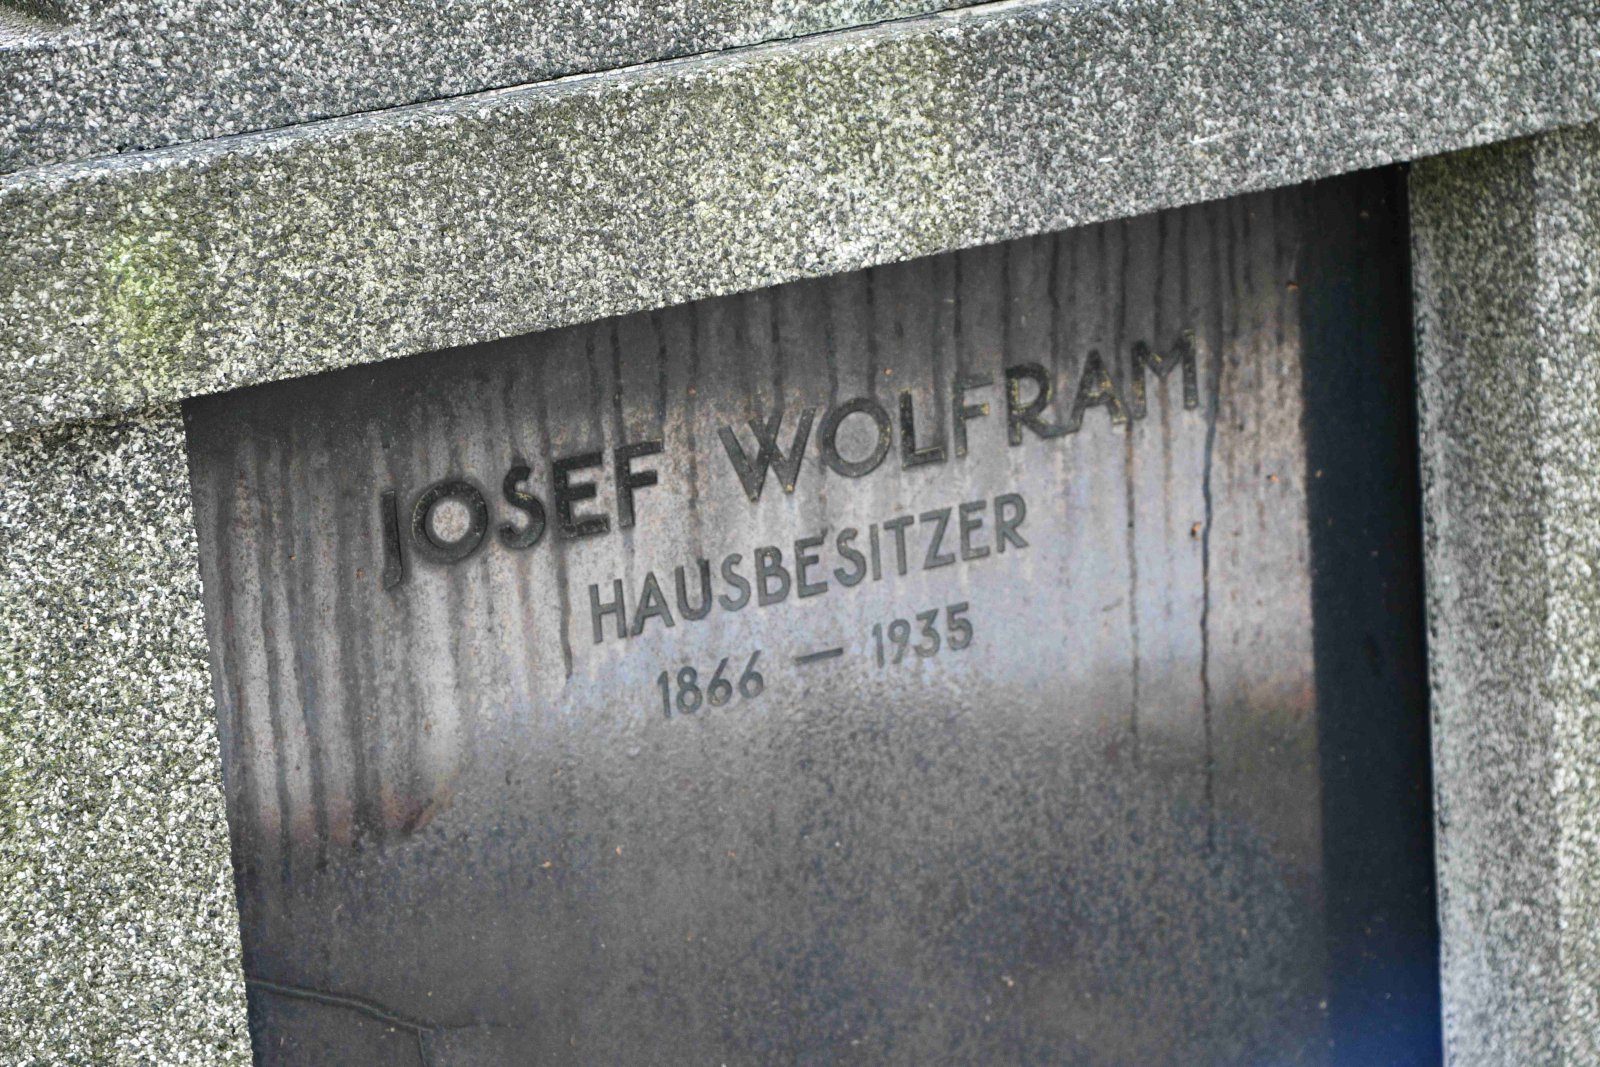 JOSEF WOLFRAM
HAUSBESITZER
1866 — 1935